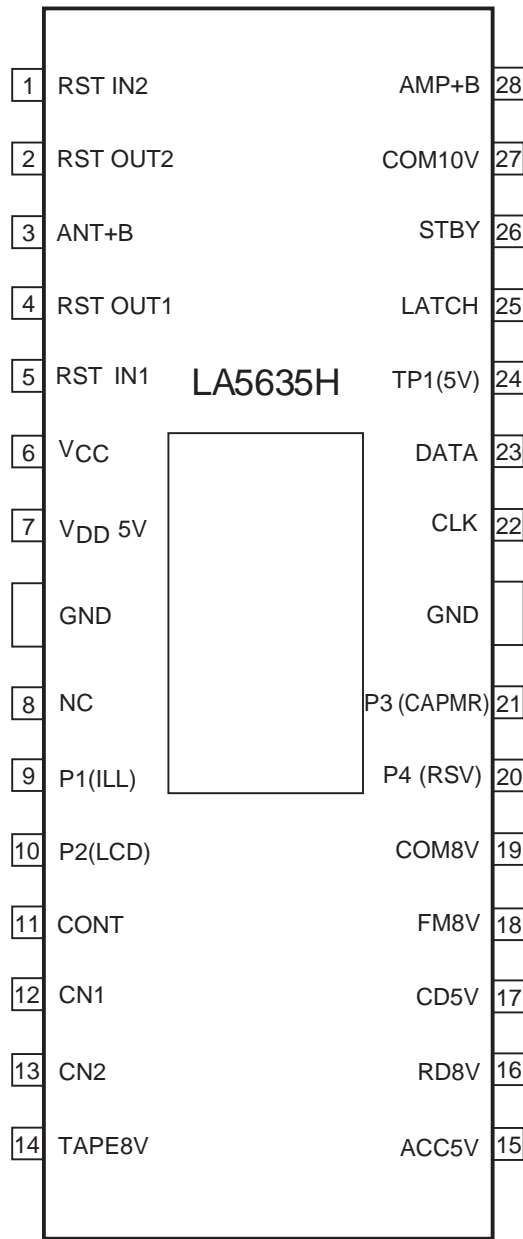 1 RST IN2 AMP+B 28
2 RST OUT2 COM10V 27
3 ANT+B STBY 26
4 RST OUT1 LATCH 25
5 RST IN1 LA5635H TP1(5V) 24
6 VCC DATA 23
7 VDD 5V CLK 22
GND GND
8 NC P3 (CAPMR) 21
9 P1(ILL) P4 (RSV) 20
10 P2(LCD) COM8V 19
11 CONT FM8V 18
12 CN1 CD5V 17
13 CN2 RD8V 16
14 TAPE8V ACC5V 15